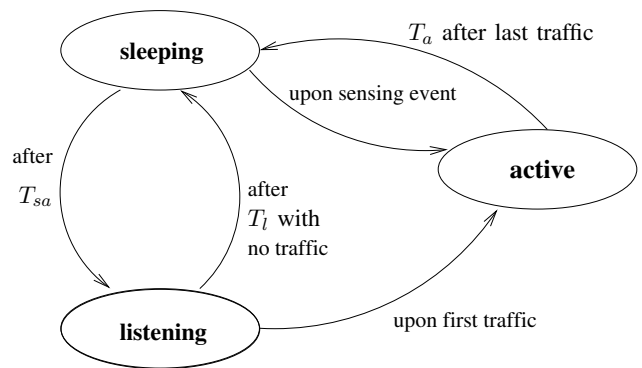 T_a after last traffic
sleeping
upon sensing event
after
T_sa
after
T_l with
no traffic
active
listening
upon first traffic